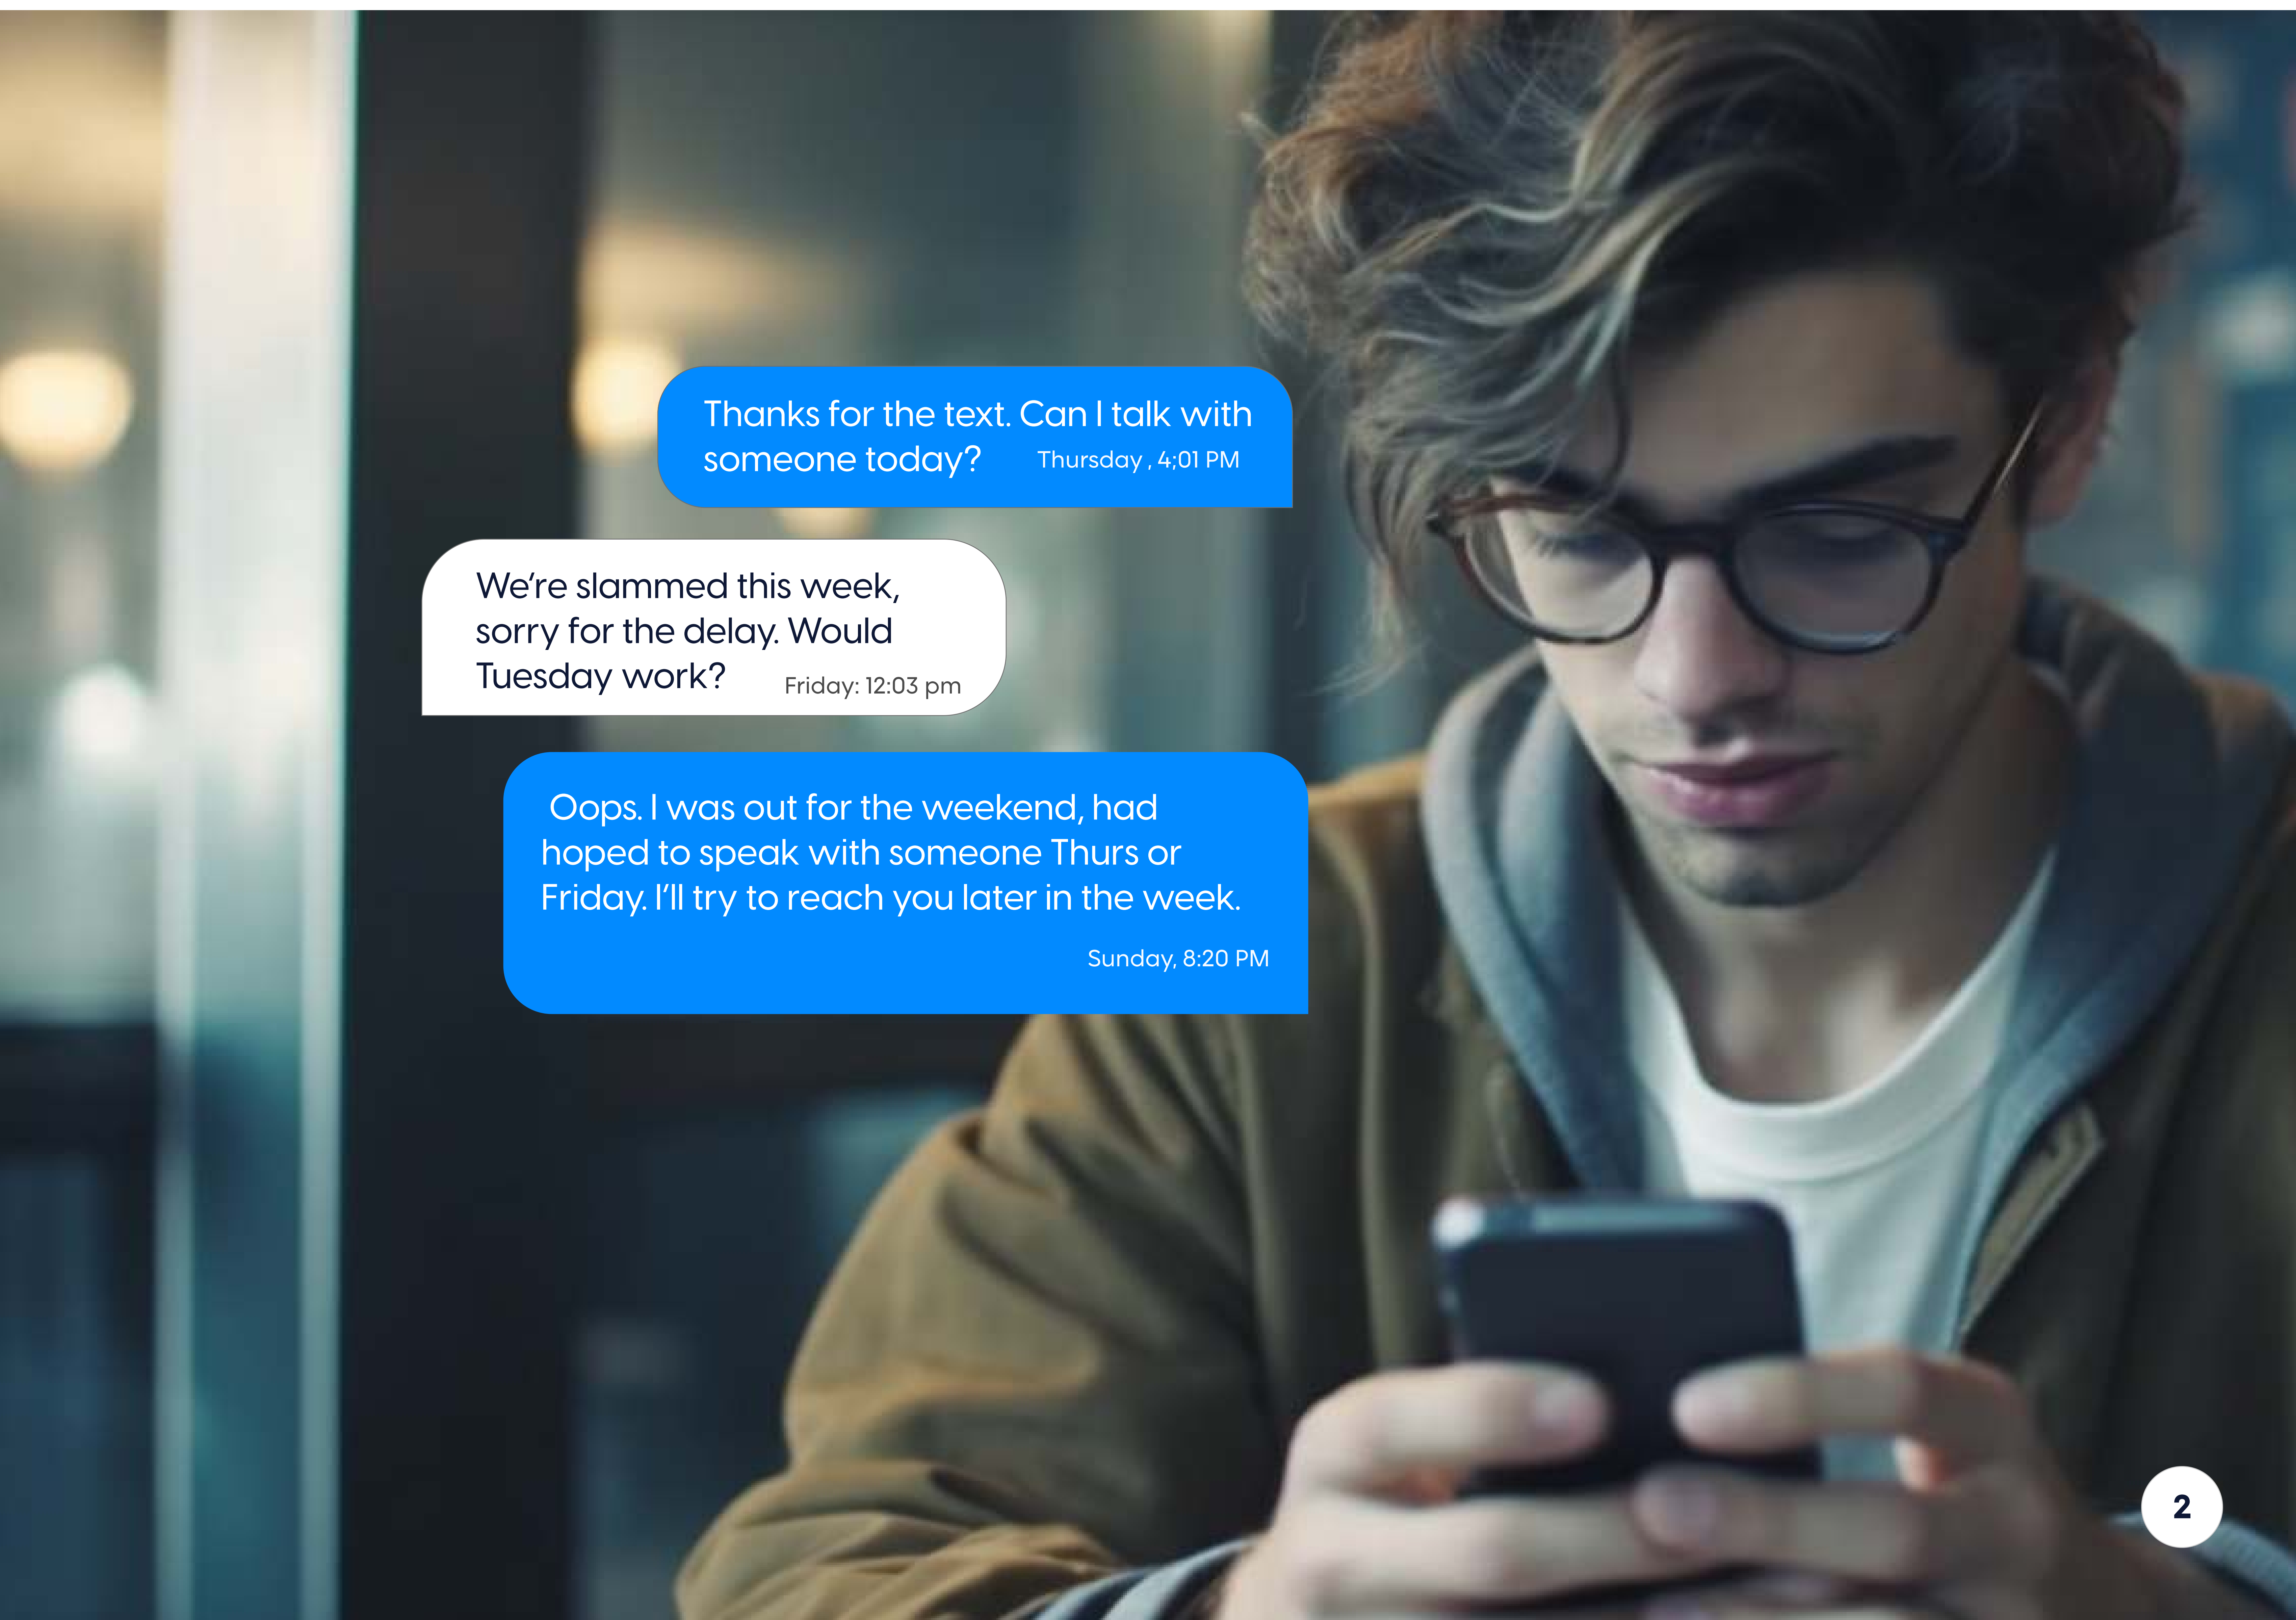 Thanks for the text. Can I talk with
someone today? Thursday , 4;01 PM
We're slammed this week,
sorry for the delay. Would
Tuesday work? Friday: 12:03 pm
Oops. I was out for the weekend, had
hoped to speak with someone Thurs or
Friday. I'll try to reach you later in the week.
Sunday, 8:20 PM
2